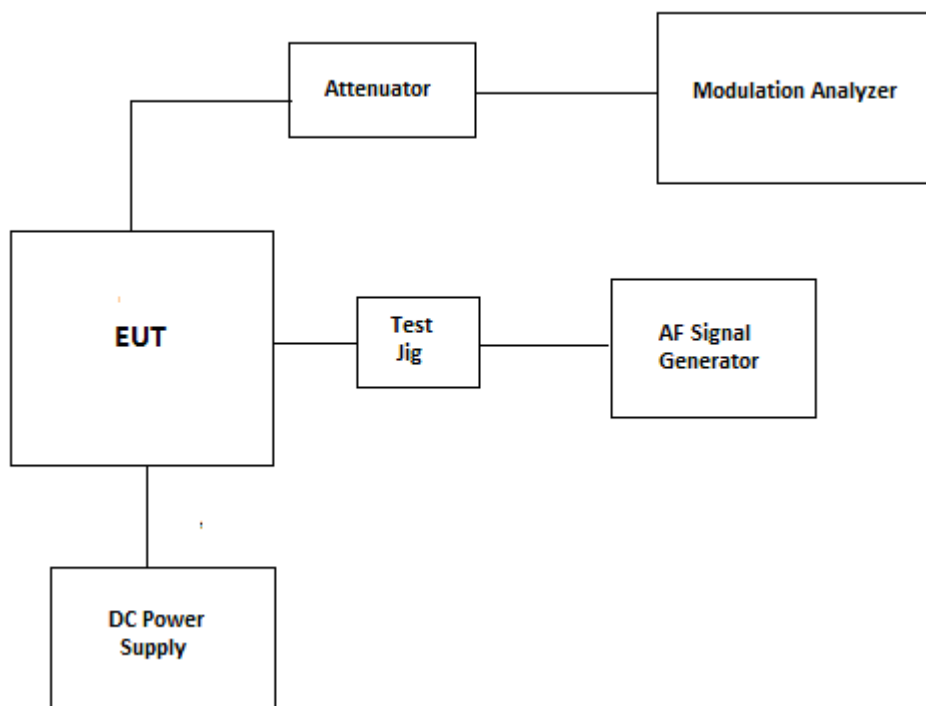 Attenuator
Modulation Analyzer
EUT
Test
Jig
AF Signal
Generator
DC Power
Supply